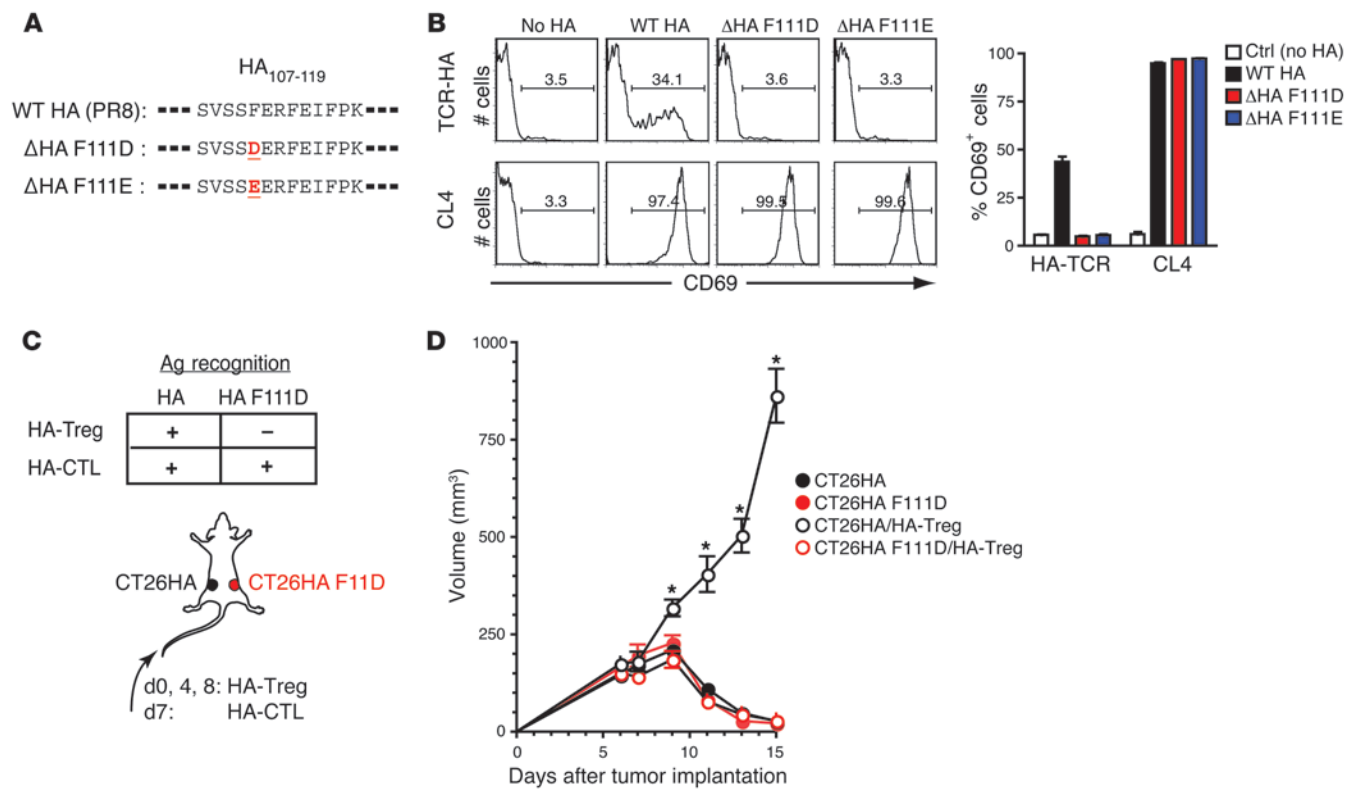 A
HA107-119
WT HA (PR8): --- SVSSFERFEIFPK ---
ΔHA F111D : --- SVSSDERFEIFPK ---
ΔHA F111E : --- SVSSEERFEIFPK ---
B
No HA WT HA ΔHA F111D ΔHA F111E
TCR-HA
# cells
3.5 34.1 3.6 3.3
CL4
# cells
3.3 97.4 99.5 99.6
CD69
% CD69+ cells
100
75
50
25
0
HA-TCR CL4
Ctrl (no HA)
WT HA
ΔHA F111D
ΔHA F111E
C
Ag recognition
HA HA F111D
HA-Treg + –
HA-CTL + +
CT26HA CT26HA F11D
d0, 4, 8: HA-Treg
d7: HA-CTL
D
Volume (mm3)
1000
750
500
250
0
0 5 10 15
Days after tumor implantation
* * * * *
CT26HA
CT26HA F111D
CT26HA/HA-Treg
CT26HA F111D/HA-Treg